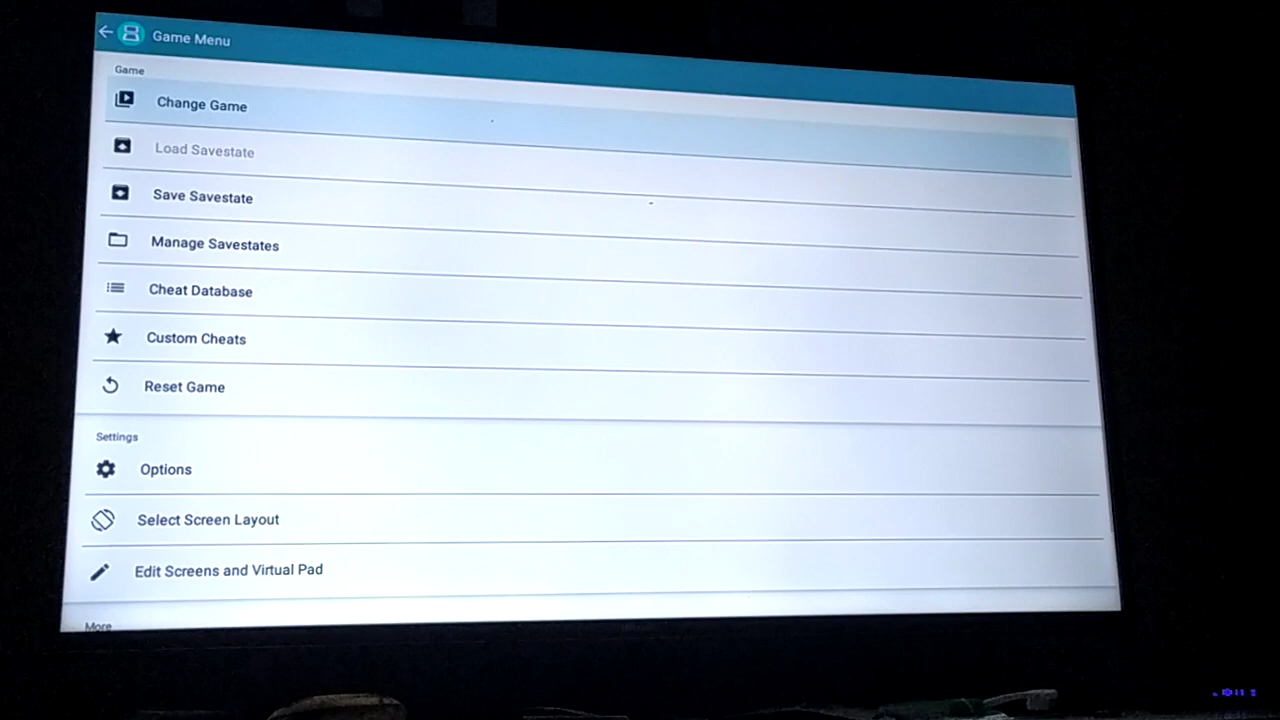 Game Menu
Game
Change Game
Load Savestate
Save Savestate
Manage Savestates
Cheat Database
Custom Cheats
Reset Game
Settings
Options
Select Screen Layout
Edit Screens and Virtual Pad
More